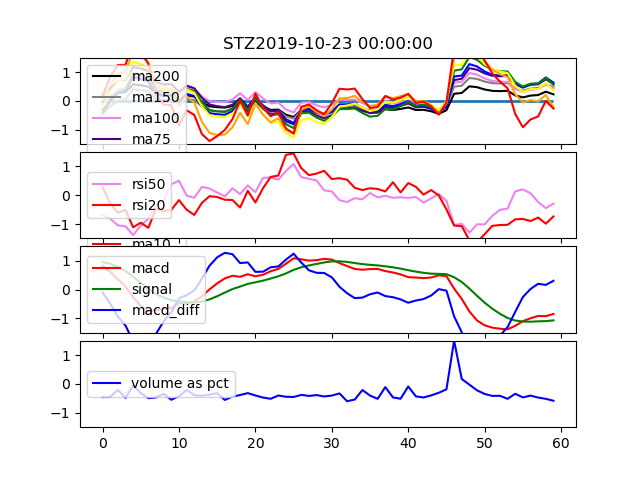 STZ2019-10-23 00:00:00
1
0
−1
ma200
ma150
ma100
ma75
1
0
−1
rsi50
rsi20
ma10
1
0
−1
macd
signal
macd_diff
1
0
−1
volume as pct
0 10 20 30 40 50 60